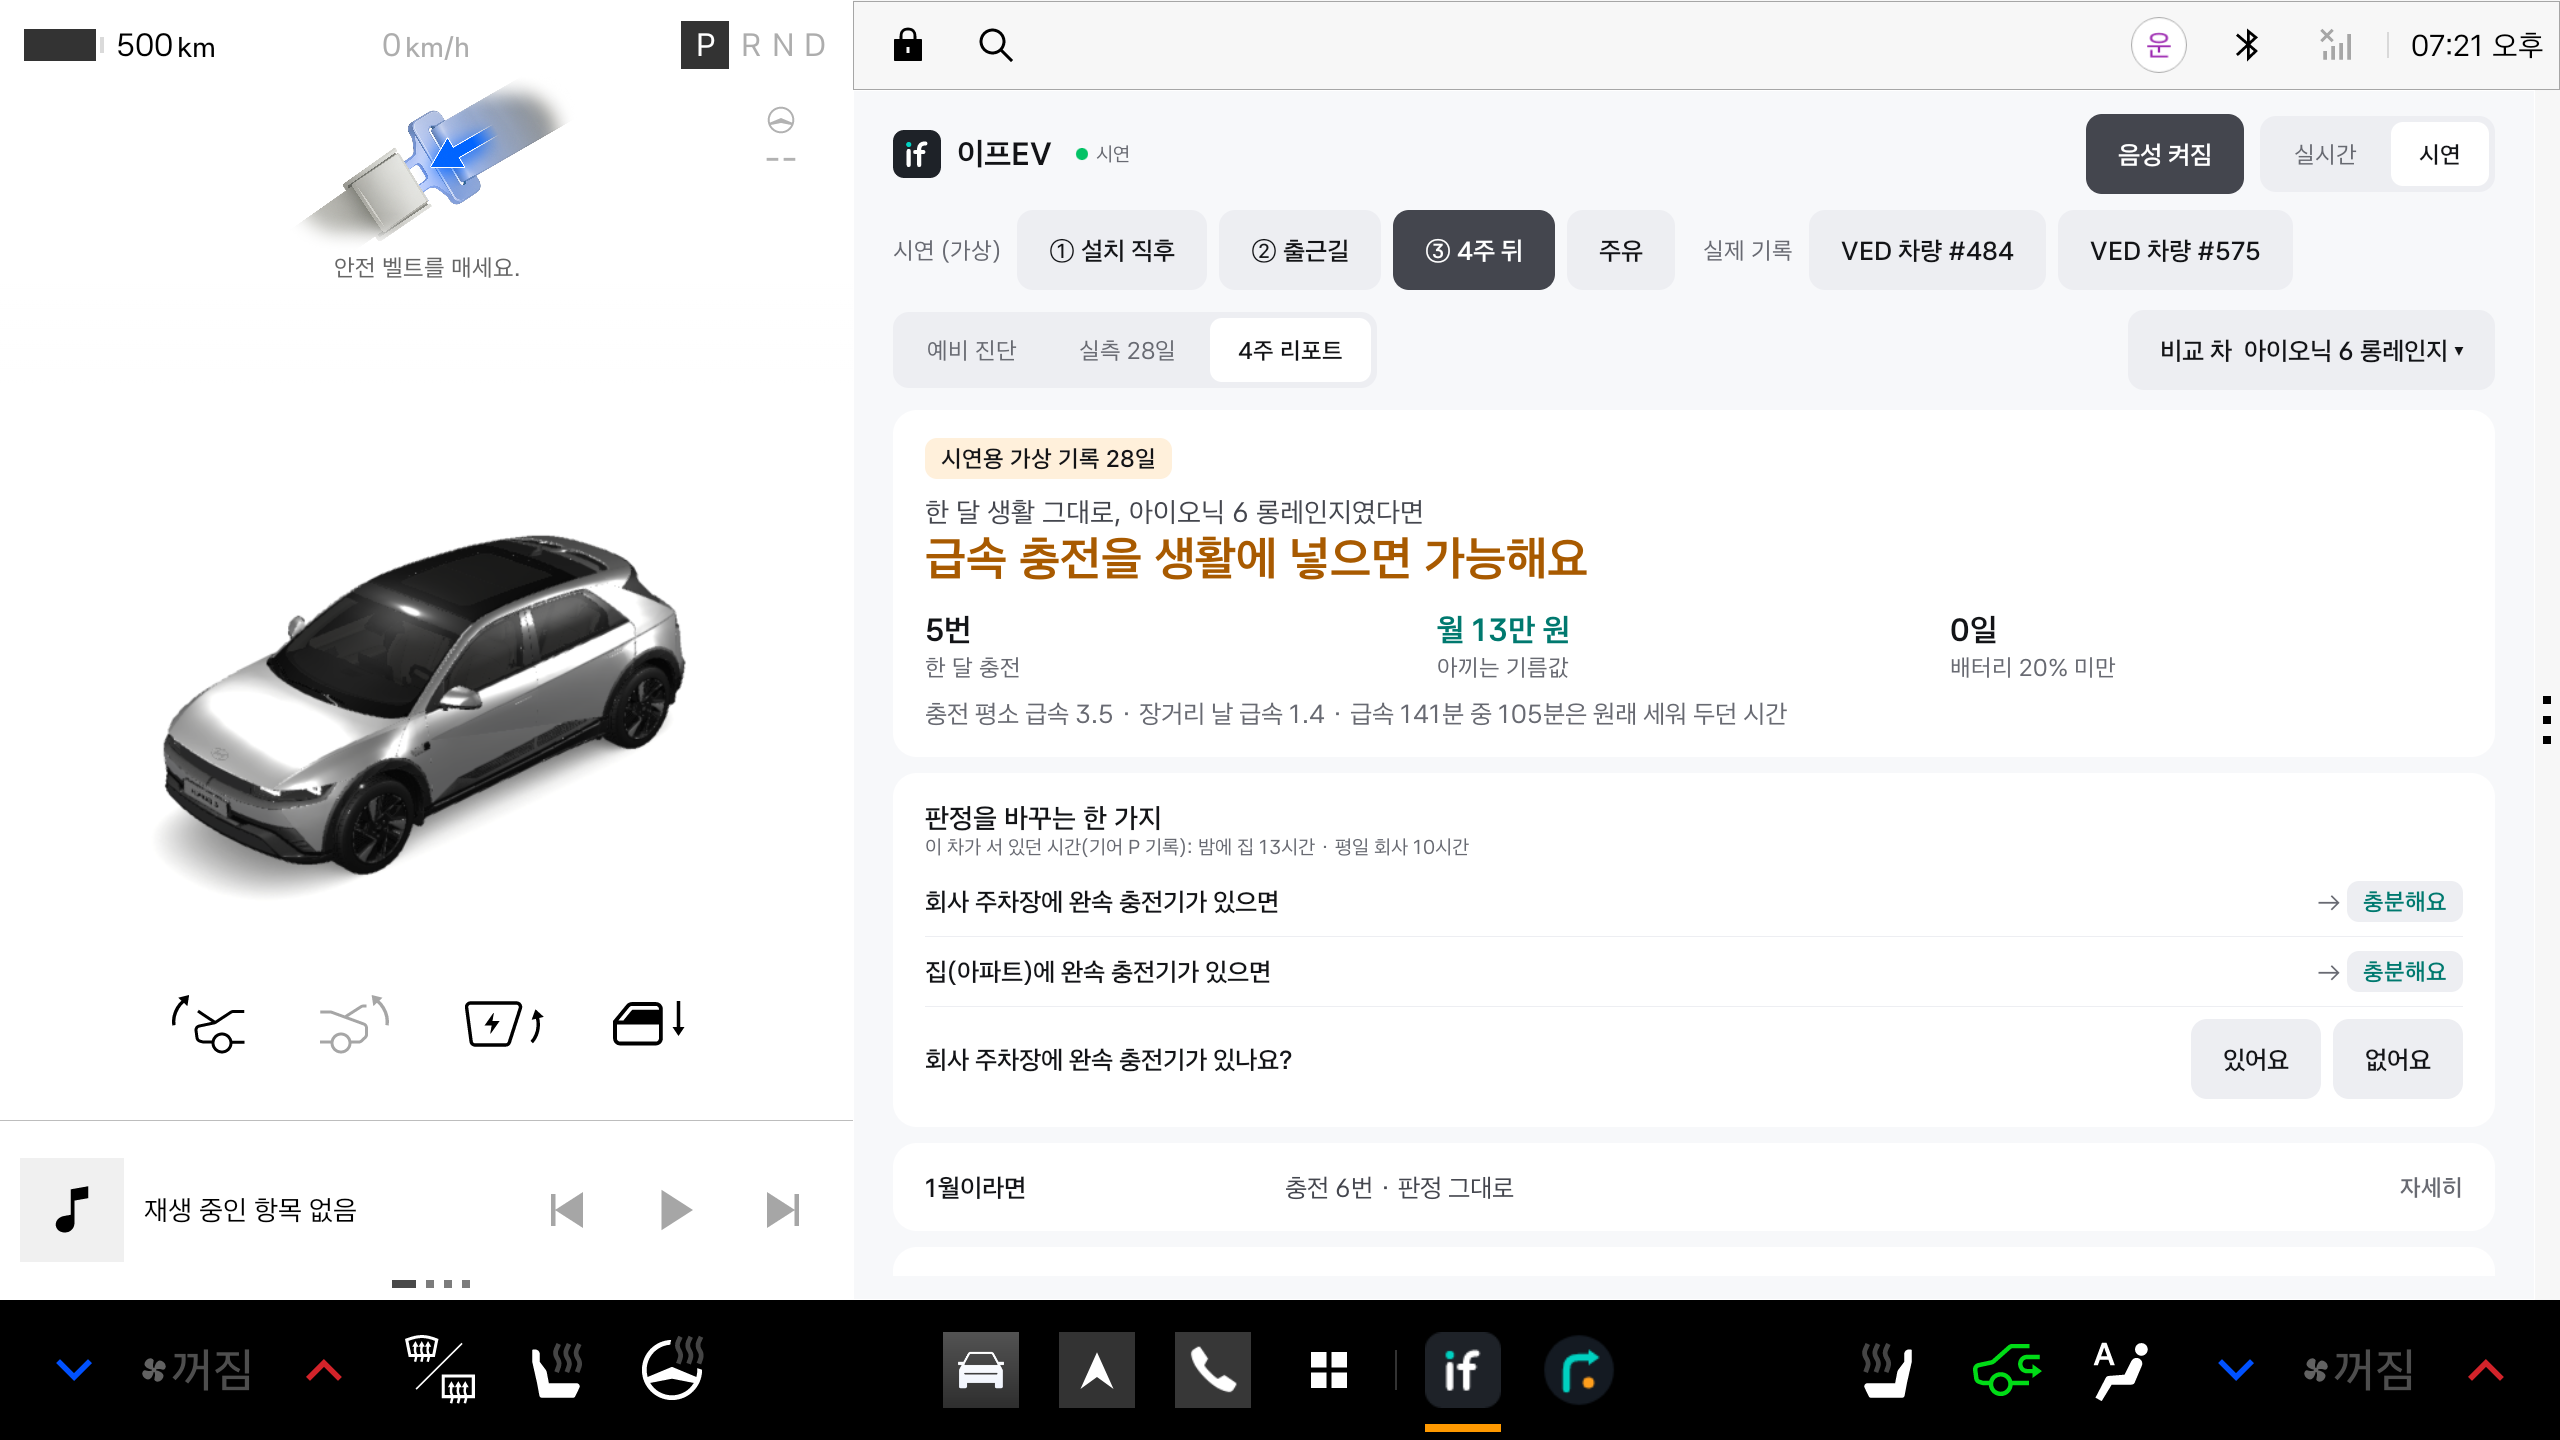 500 km
0 km/h
P R N D
안전 벨트를 매세요.
--
재생 중인 항목 없음
운
07:21 오후
if 이프EV 시연
음성 켜짐
실시간 시연
시연 (가상) ① 설치 직후 ② 출근길 ③ 4주 뒤 주유 실제 기록 VED 차량 #484 VED 차량 #575
예비 진단 실측 28일 4주 리포트
비교 차 아이오닉 6 롱레인지 ▾
시연용 가상 기록 28일
한 달 생활 그대로, 아이오닉 6 롱레인지였다면
급속 충전을 생활에 넣으면 가능해요
5번 월 13만 원 0일
한 달 충전 아끼는 기름값 배터리 20% 미만
충전 평소 급속 3.5 · 장거리 날 급속 1.4 · 급속 141분 중 105분은 원래 세워 두던 시간
판정을 바꾸는 한 가지
이 차가 서 있던 시간(기어 P 기록): 밤에 집 13시간 · 평일 회사 10시간
회사 주차장에 완속 충전기가 있으면 → 충분해요
집(아파트)에 완속 충전기가 있으면 → 충분해요
회사 주차장에 완속 충전기가 있나요? 있어요 없어요
1월이라면 충전 6번 · 판정 그대로 자세히
꺼짐
if
A
꺼짐